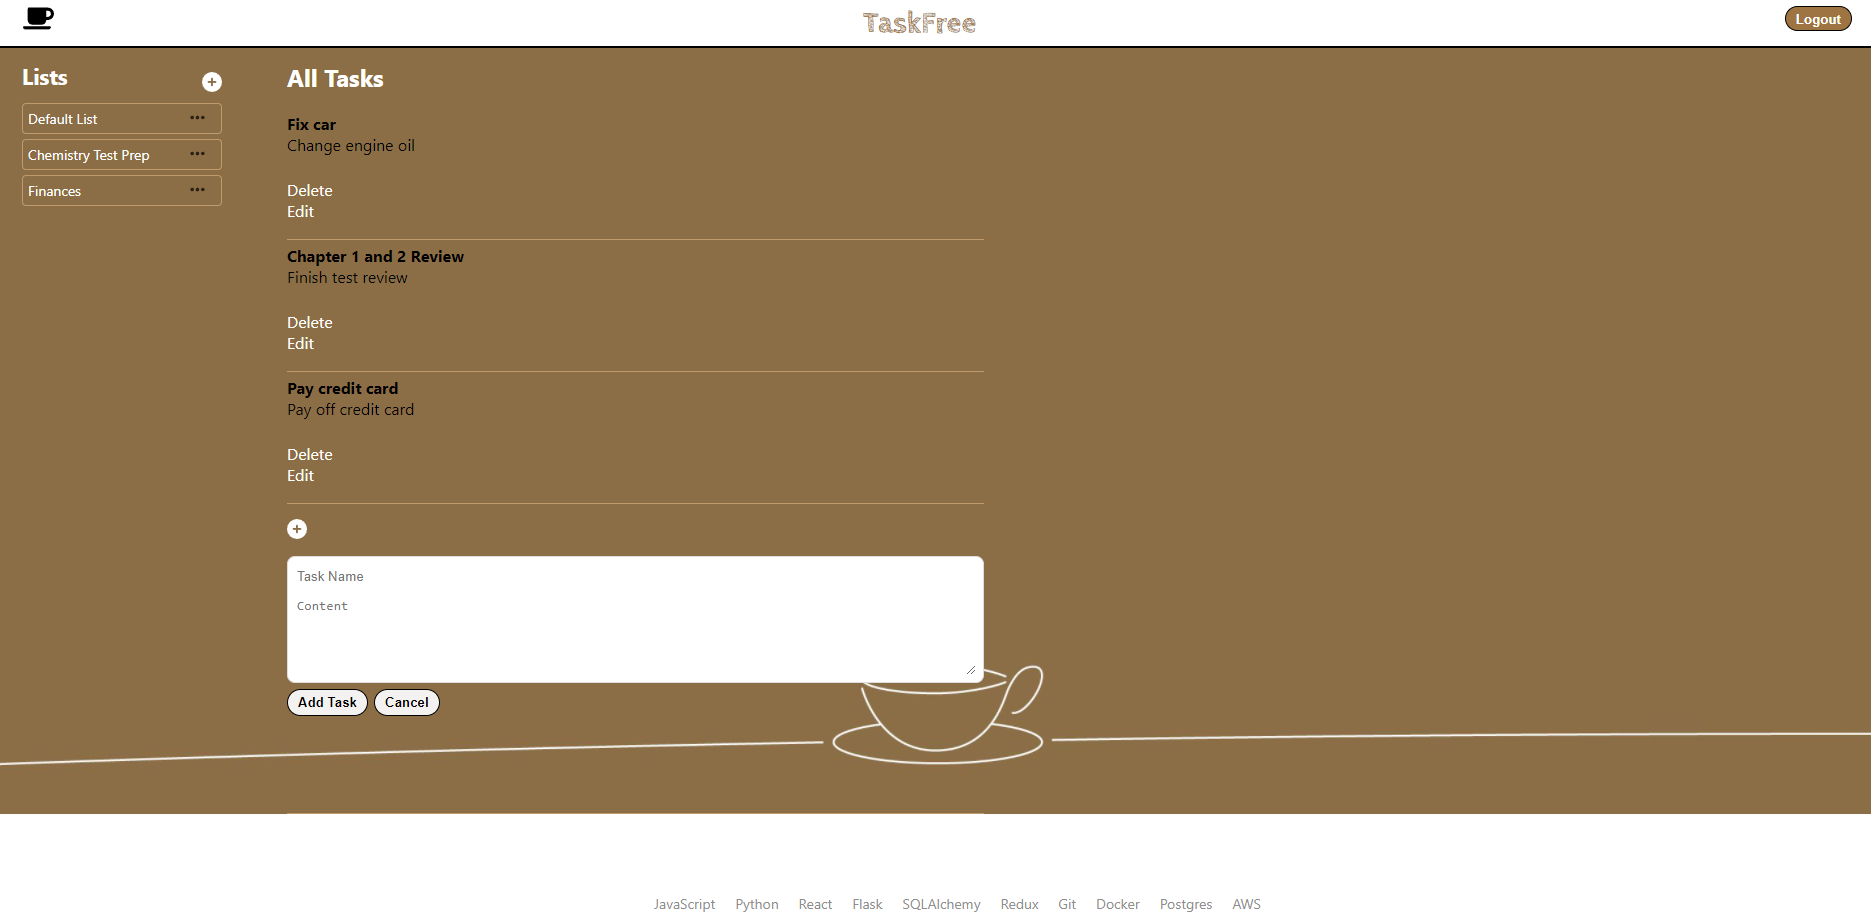 TaskFree
Logout
Lists
Default List
Chemistry Test Prep
Finances
All Tasks
Fix car
Change engine oil
Delete
Edit
Chapter 1 and 2 Review
Finish test review
Delete
Edit
Pay credit card
Pay off credit card
Delete
Edit
Task Name
Content
Add Task Cancel
JavaScript Python React Flask SQLAlchemy Redux Git Docker Postgres AWS